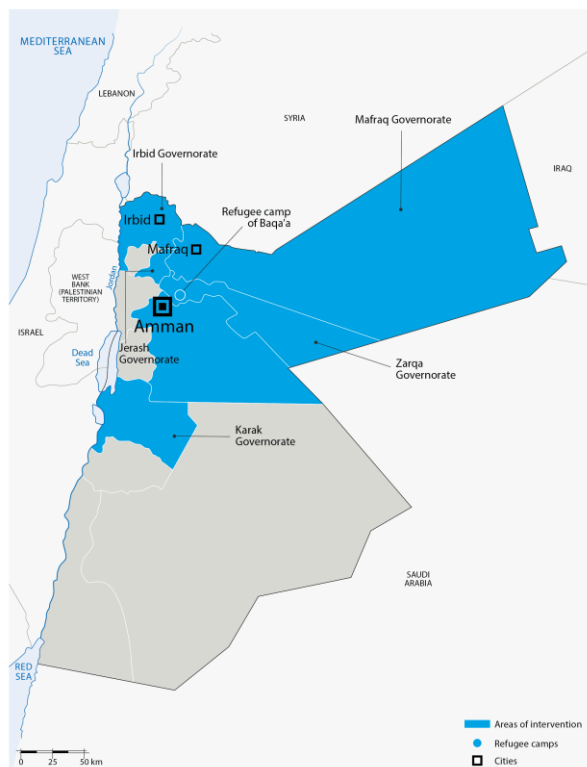 MEDITERRANEAN
SEA
LEBANON
SYRIA
Mafraq Governorate
Irbid Governorate
IRAQ
Refugee camp
of Baqa'a
Irbid
Mafraq
WEST
BANK
(PALESTINIAN
TERRITORY)
Jordan
Amman
ISRAEL
Dead
Sea
Jerash
Governorate
Zarqa
Governorate
Karak
Governorate
SAUDI
ARABIA
RED
SEA
Areas of intervention
Refugee camps
Cities
0 25 50 km